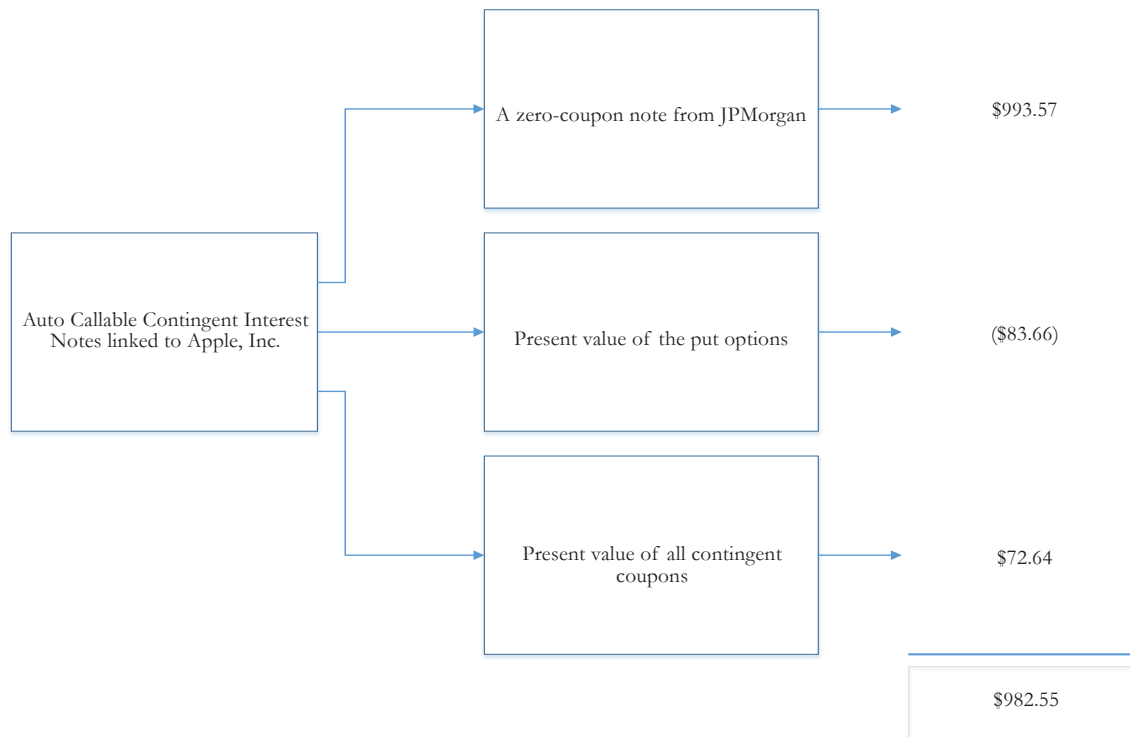 A zero-coupon note from JPMorgan
$993.57
Auto Callable Contingent Interest
Notes linked to Apple, Inc.
Present value of the put options
($83.66)
Present value of all contingent
coupons
$72.64
$982.55